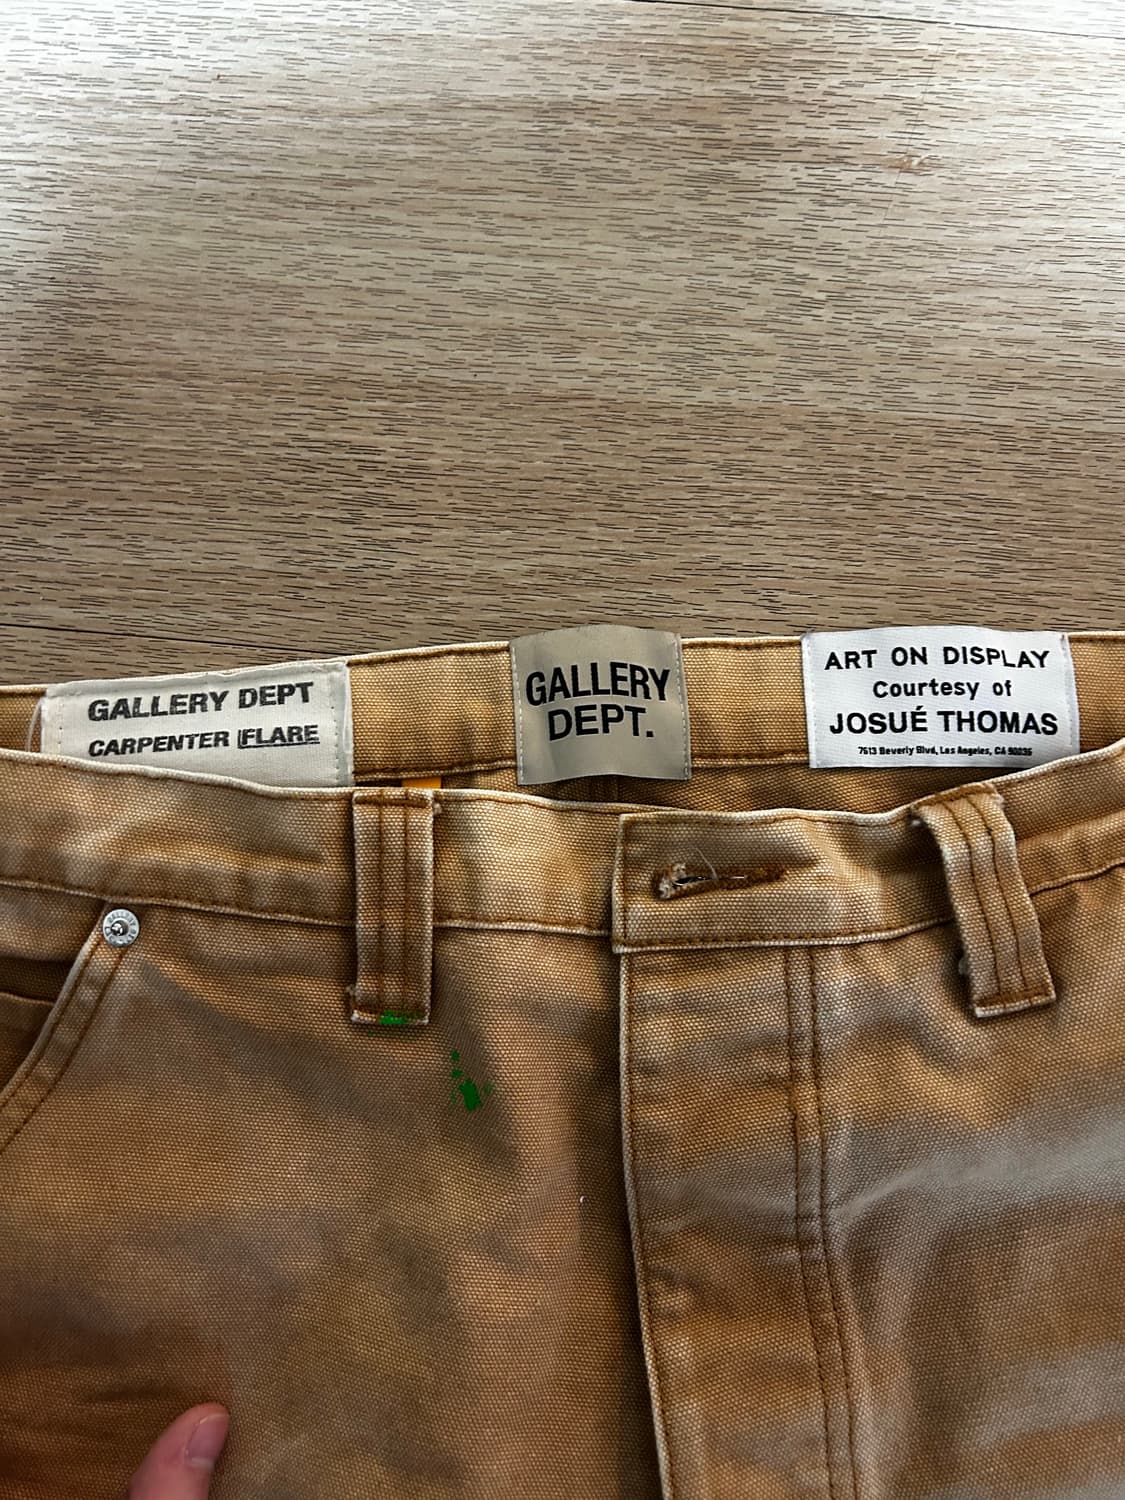 GALLERY DEPT
CARPENTER FLARE
GALLERY
DEPT.
ART ON DISPLAY
Courtesy of
JOSUÉ THOMAS
7613 Beverly Blvd, Los Angeles, CA 90036